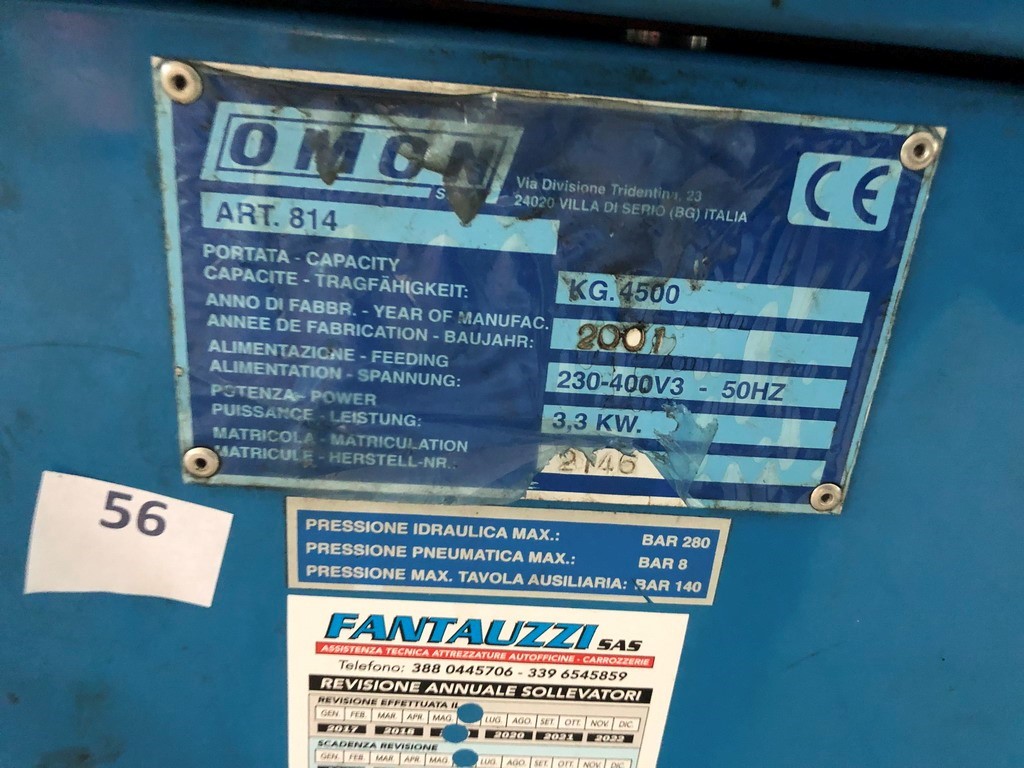 OMCN
ART. 814
Via Divisione Tridentina, 23
24020 VILLA DI SERIO (BG) ITALIA
CE
PORTATA - CAPACITY
CAPACITE - TRAGFÄHIGKEIT:
KG. 4500
ANNO DI FABBR. - YEAR OF MANUFAC.
ANNEE DE FABRICATION - BAUJAHR:
2001
ALIMENTAZIONE - FEEDING
ALIMENTATION - SPANNUNG:
230-400V3 - 50HZ
POTENZA - POWER
PUISSANCE - LEISTUNG:
3,3 KW.
MATRICOLA - MATRICULATION
MATRICULE - HERSTELL-NR.
56
PRESSIONE IDRAULICA MAX.: BAR 280
PRESSIONE PNEUMATICA MAX.: BAR 8
PRESSIONE MAX. TAVOLA AUSILIARIA: BAR 140
FANTAUZZI SAS
ASSISTENZA TECNICA ATTREZZATURE AUTOFFICINE - CARROZZERIE
Telefono: 388 0445706 - 339 6545859
REVISIONE ANNUALE SOLLEVATORI
REVISIONE EFFETTUATA IL
GEN. FEB. MAR. APR. MAG. LUG. AGO. SET. OTT. NOV. DIC.
2017 2018 2020 2021 2022
SCADENZA REVISIONE
GEN. FEB. MAR. APR. MAG. LUG. AGO. SET. OTT. NOV. DIC.